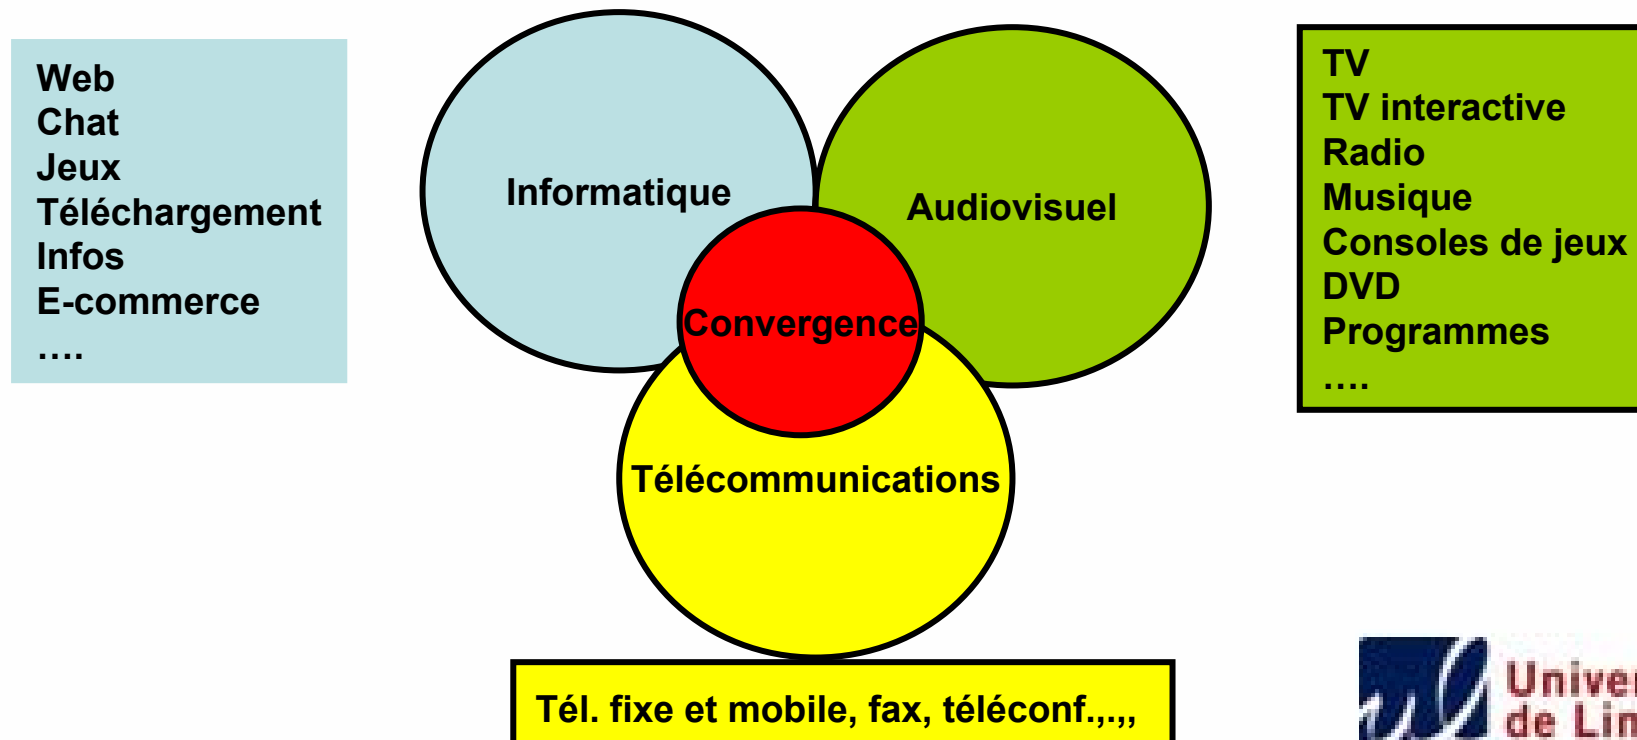 Web
Chat
Jeux
Téléchargement
Infos
E-commerce
….
Informatique
Audiovisuel
Convergence
Télécommunications
TV
TV interactive
Radio
Musique
Consoles de jeux
DVD
Programmes
….
Tél. fixe et mobile, fax, téléconf.,.,,